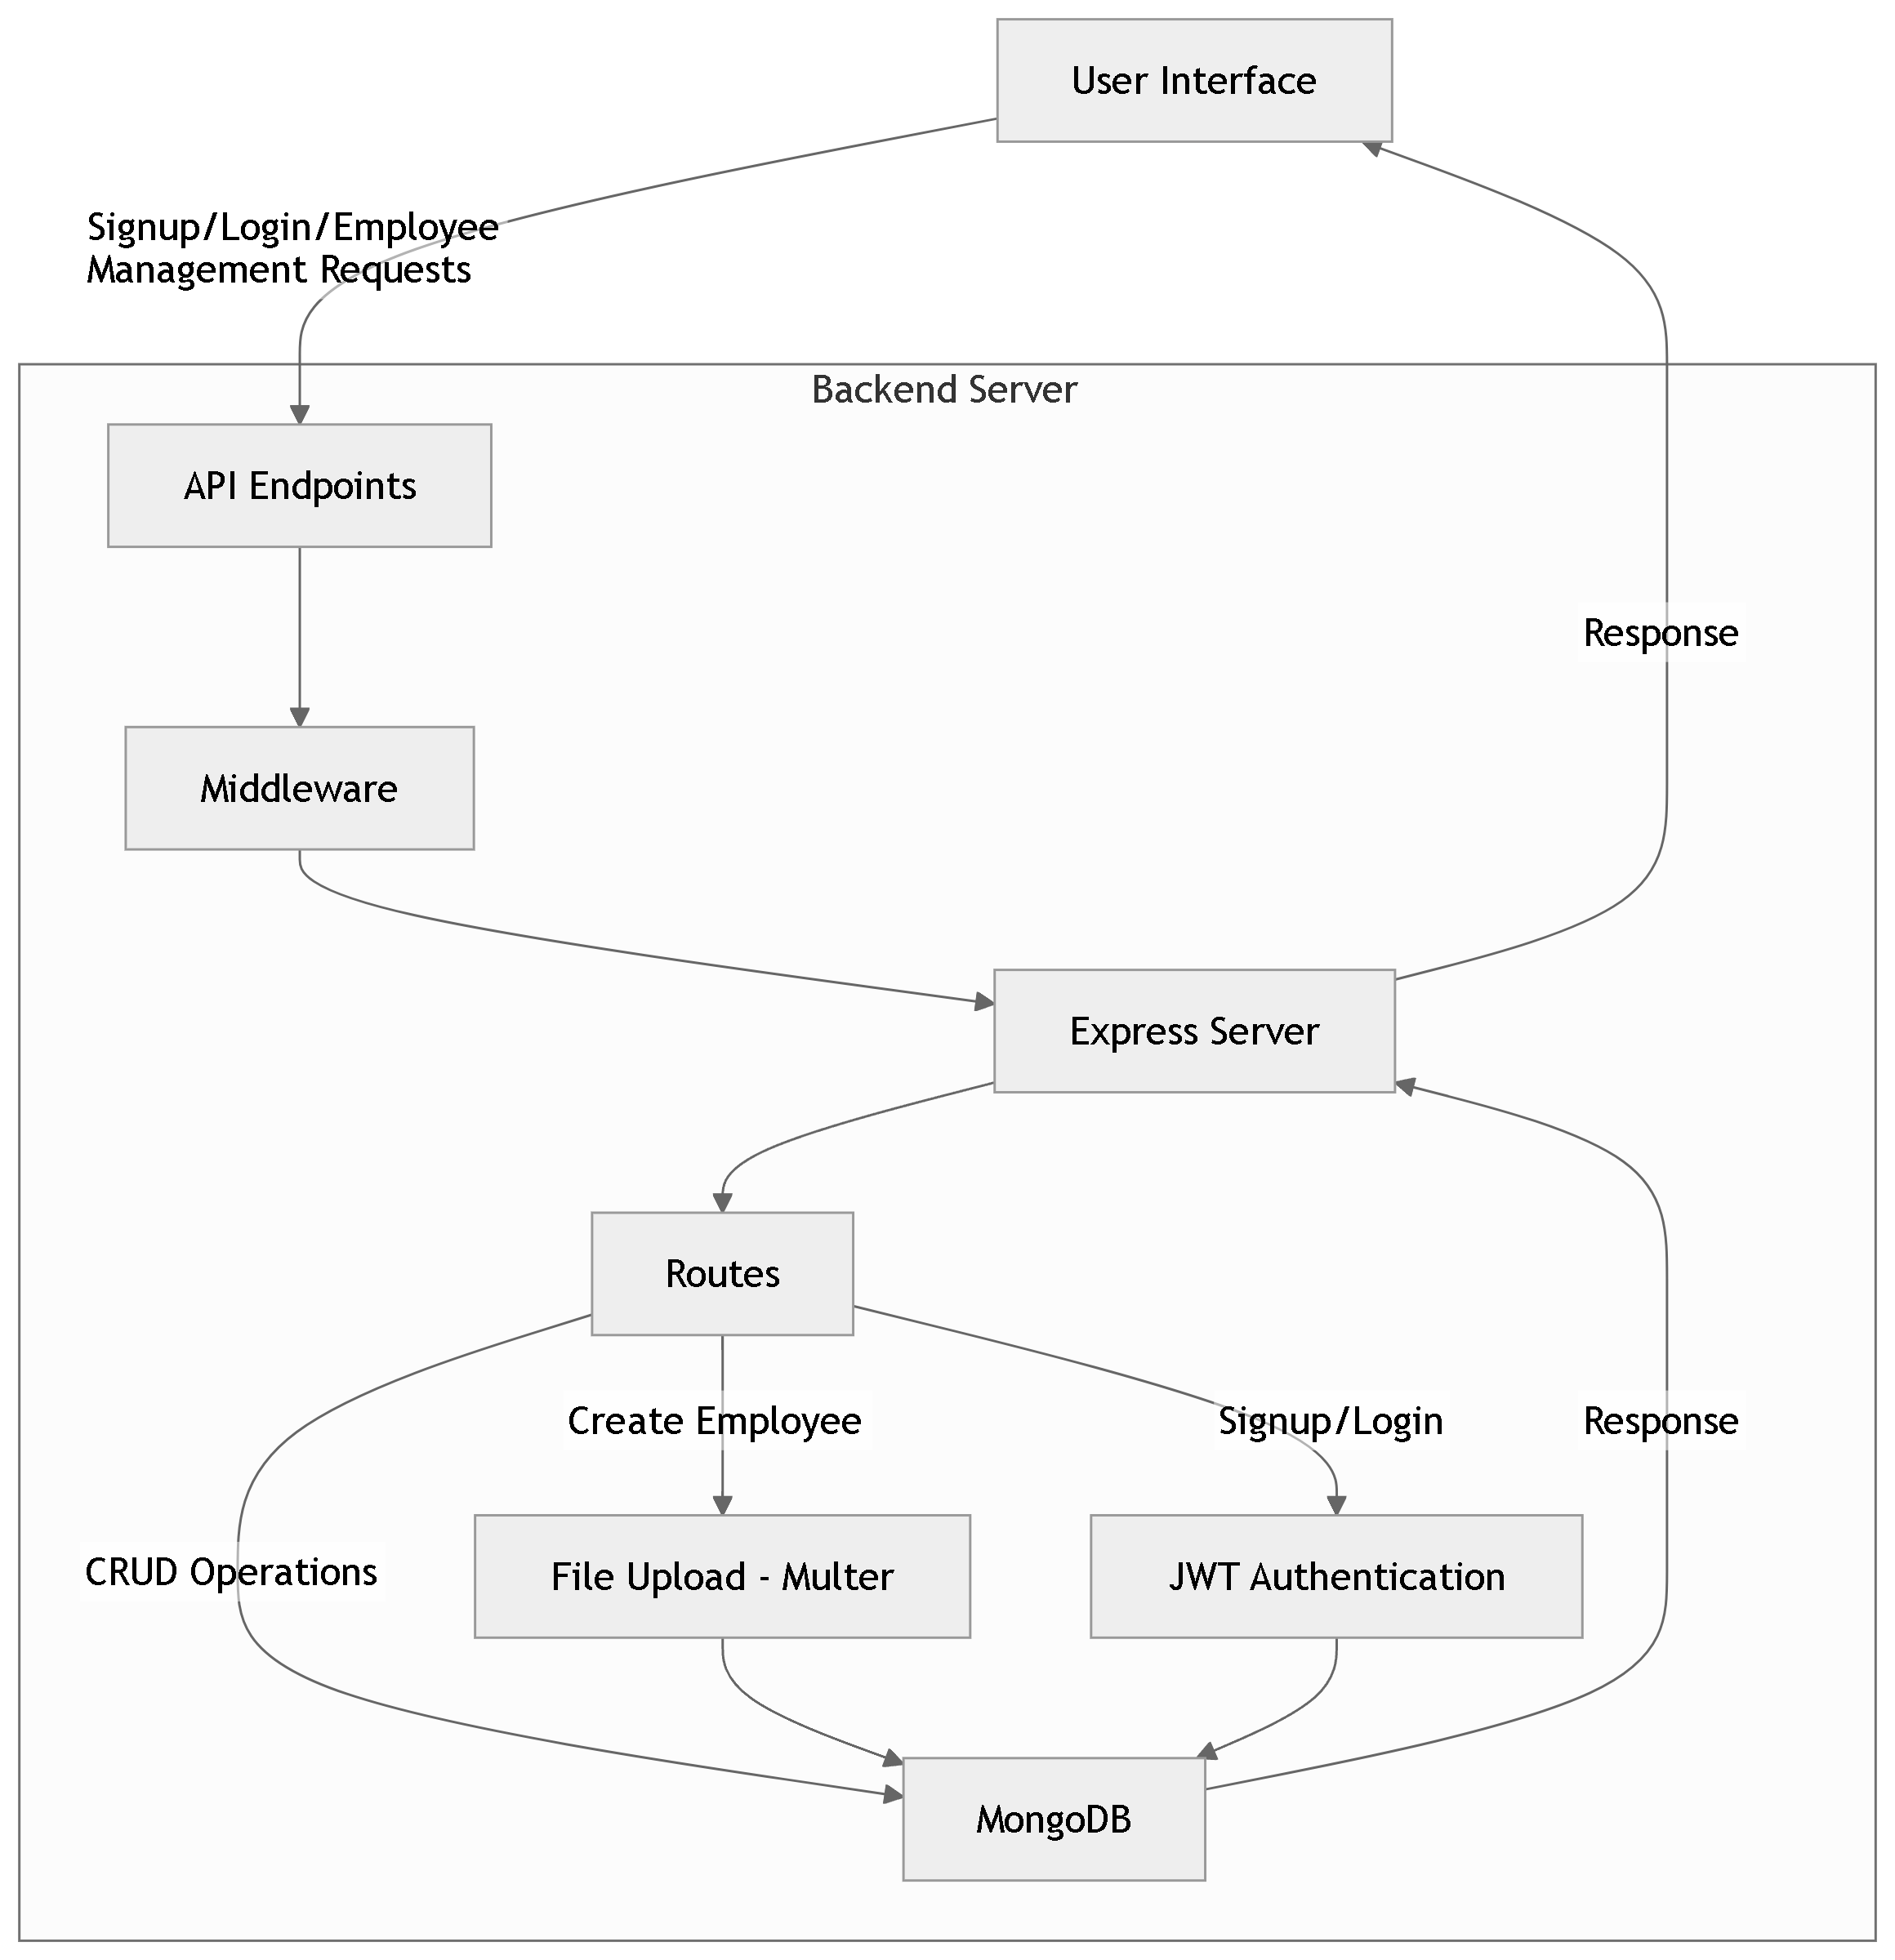 User Interface
Signup/Login/Employee
Management Requests
Backend Server
API Endpoints
Response
Middleware
Express Server
Routes
Create Employee
Signup/Login
Response
CRUD Operations
File Upload - Multer
JWT Authentication
MongoDB